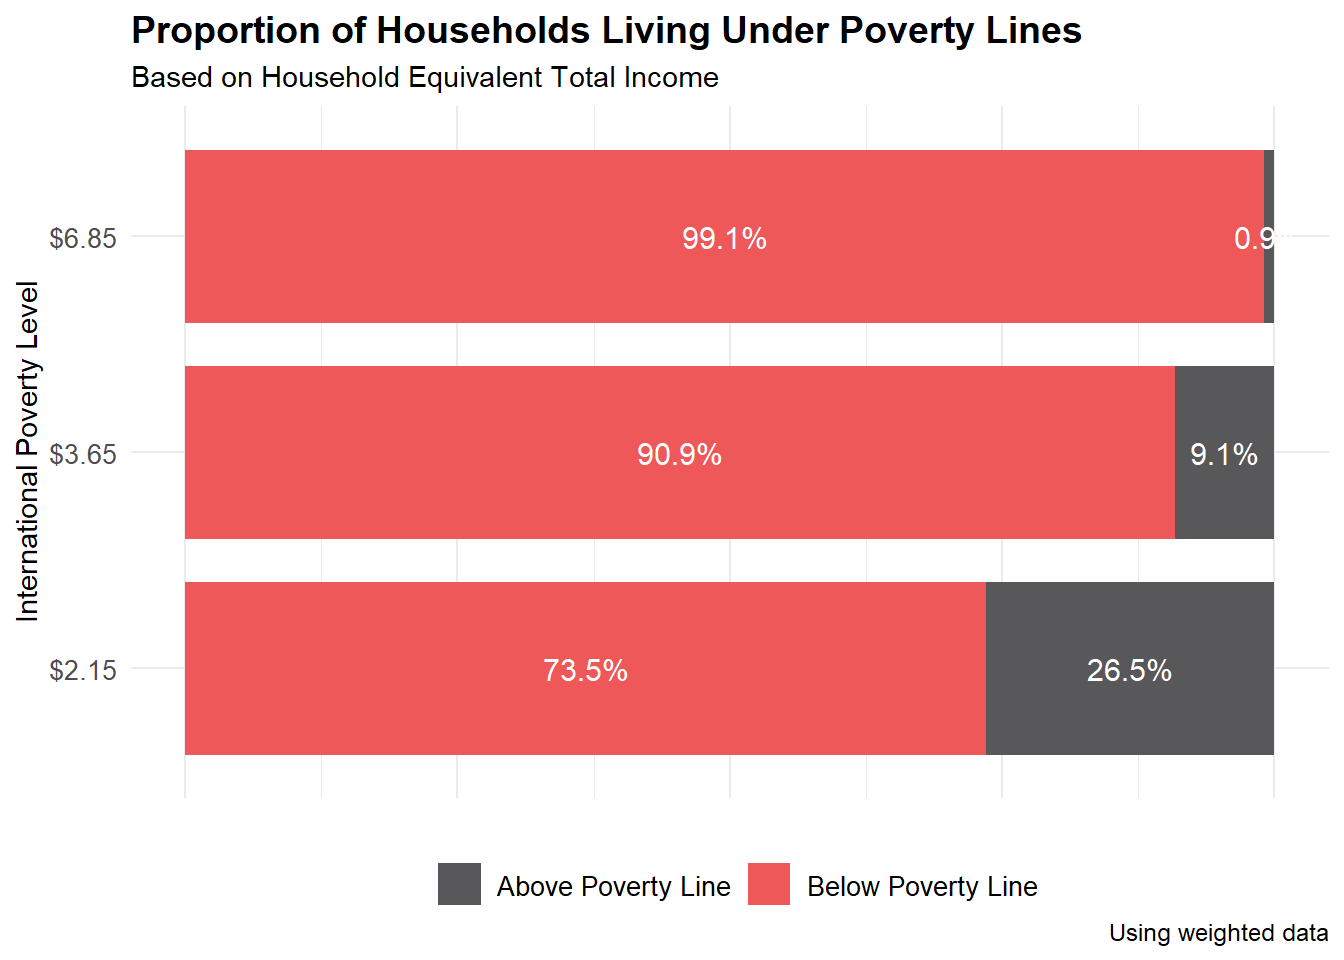 Proportion of Households Living Under Poverty Lines
Based on Household Equivalent Total Income
International Poverty Level
$6.85
99.1%
0.9
$3.65
90.9%
9.1%
$2.15
73.5%
26.5%
Above Poverty Line
Below Poverty Line
Using weighted data